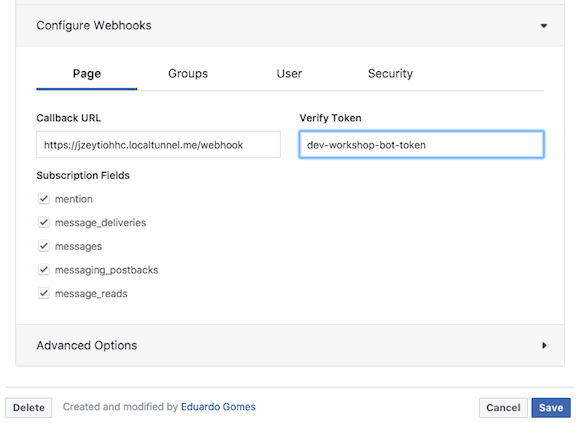 Configure Webhooks
Page Groups User Security
Callback URL Verify Token
https://jzeytiohhc.localtunnel.me/webhook dev-workshop-bot-token
Subscription Fields
mention
message_deliveries
messages
messaging_postbacks
message_reads
Advanced Options
Delete Created and modified by Eduardo Gomes Cancel Save